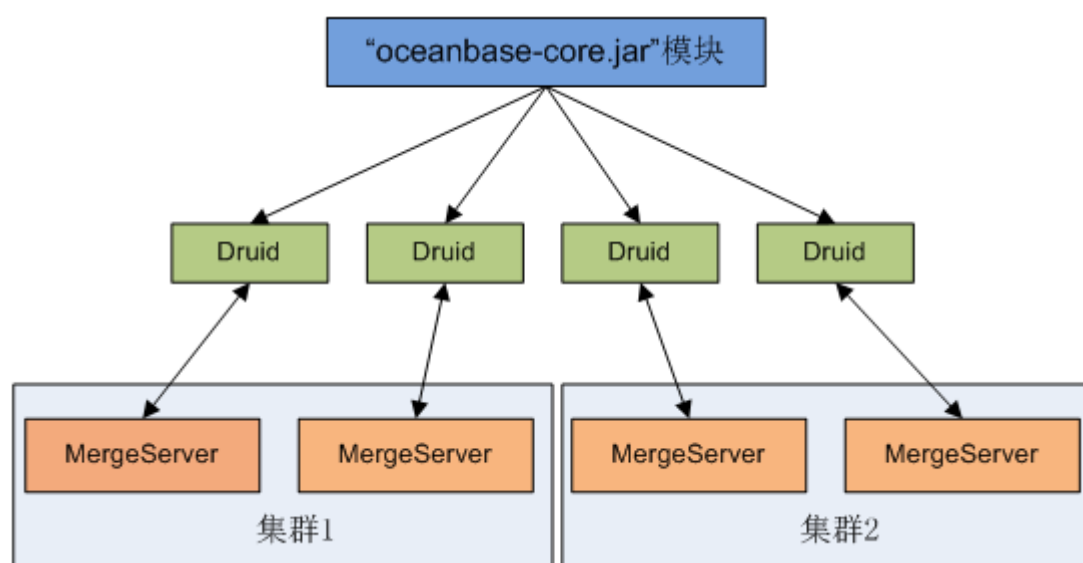 “oceanbase-core.jar”模块
Druid
Druid
Druid
Druid
MergeServer
MergeServer
MergeServer
MergeServer
集群1
集群2